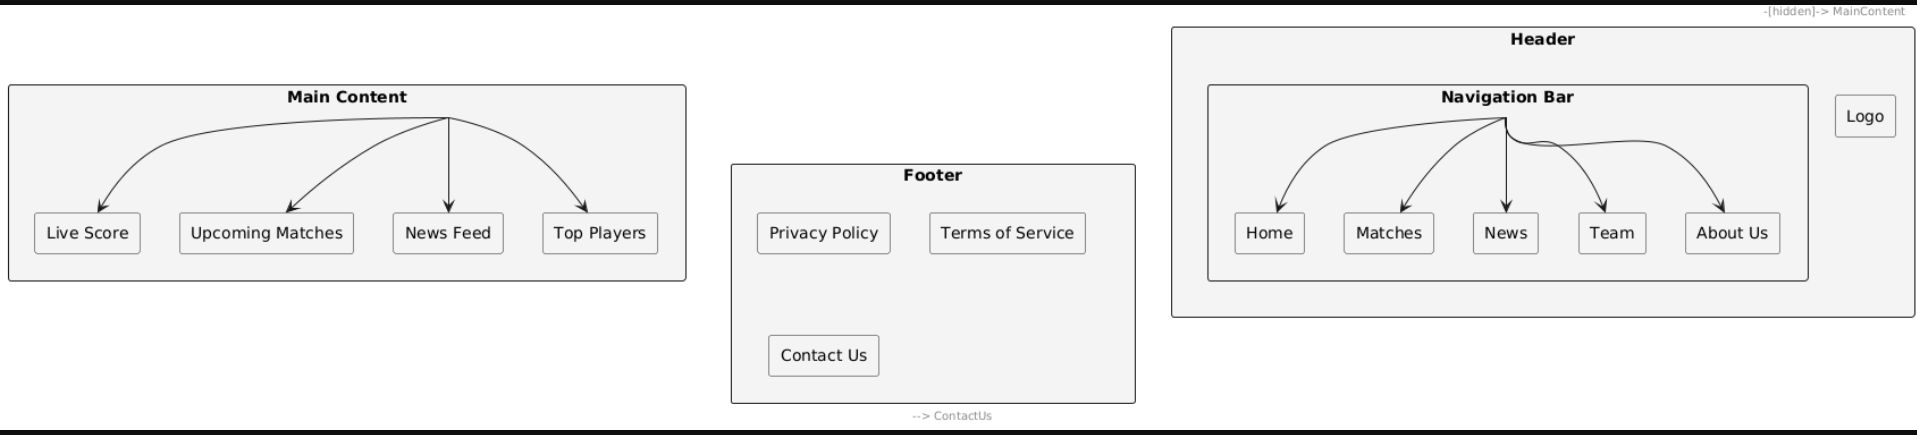 -[hidden]-> MainContent
Header
Main Content
Navigation Bar
Logo
Footer
Live Score
Upcoming Matches
News Feed
Top Players
Privacy Policy
Terms of Service
Home
Matches
News
Team
About Us
Contact Us
--> ContactUs